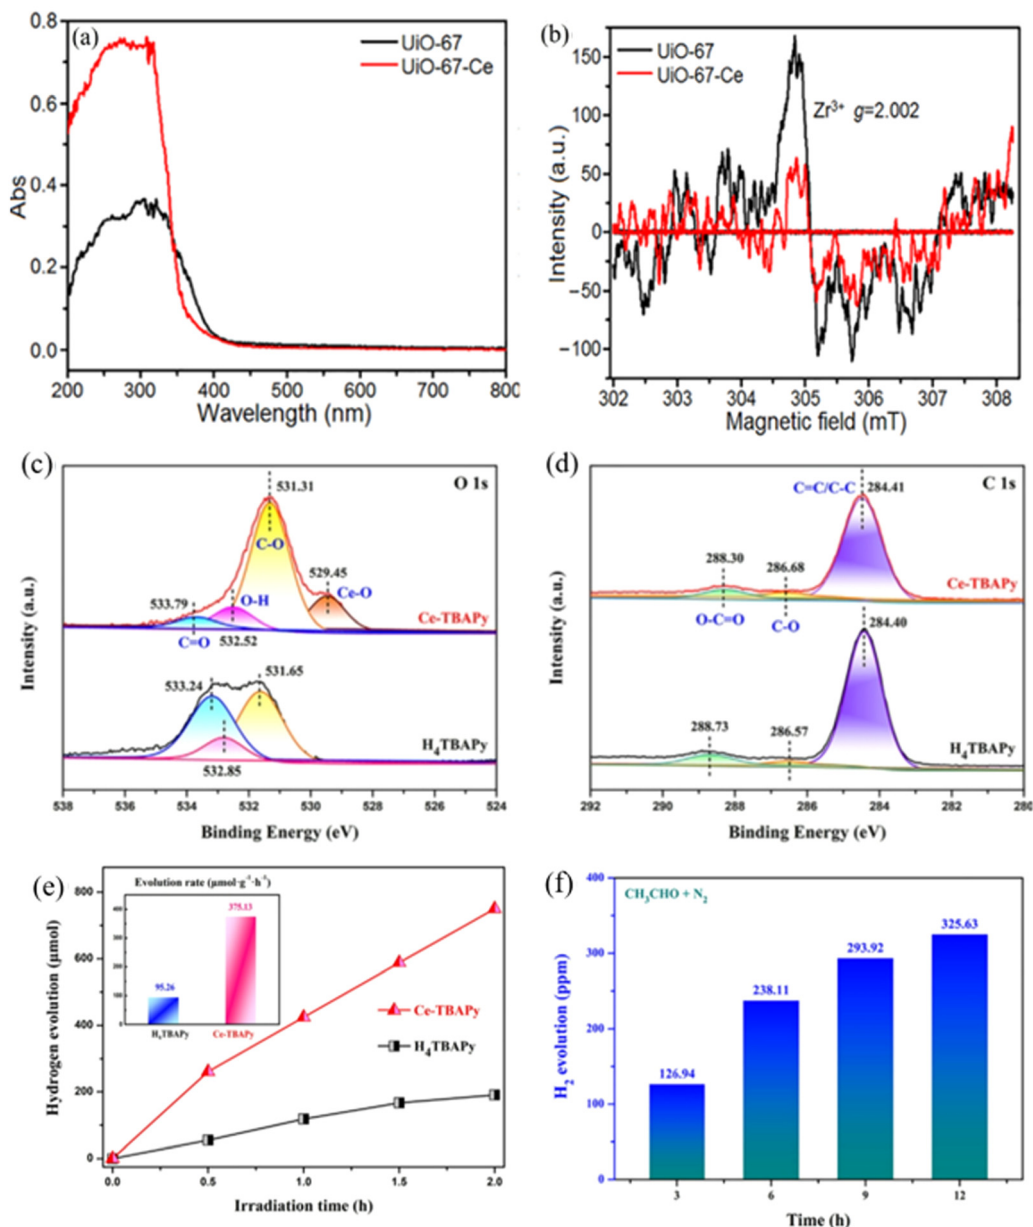 (a)
UiO-67
UiO-67-Ce
0.8
0.6
0.4
0.2
0.0
Abs
200 300 400 500 600 700 800
Wavelength (nm)
(b)
UiO-67
UiO-67-Ce
Zr³⁺ g=2.002
150
100
50
0
−50
−100
Intensity (a.u.)
302 303 304 305 306 307 308
Magnetic field (mT)
(c)
O 1s
531.31
C-O
529.45
Ce-O
O-H
533.79
C=O
532.52
Ce-TBAPy
533.24
531.65
532.85
H₄TBAPy
Intensity (a.u.)
538 536 534 532 530 528 526 524
Binding Energy (eV)
(d)
C 1s
C=C/C-C
284.41
288.30
286.68
Ce-TBAPy
O-C=O
C-O
284.40
288.73
286.57
H₄TBAPy
Intensity (a.u.)
292 290 288 286 284 282 280
Binding Energy (eV)
(e)
Evolution rate (μmol·g⁻¹·h⁻¹)
400
300
200
100
0
95.26
375.13
H₄TBAPy
Ce-TBAPy
Ce-TBAPy
H₄TBAPy
800
600
400
200
0
Hydrogen evolution (μmol)
0.0 0.5 1.0 1.5 2.0
Irradiation time (h)
(f)
CH₃CHO + N₂
400
300
200
100
0
H₂ evolution (ppm)
126.94
238.11
293.92
325.63
3 6 9 12
Time (h)